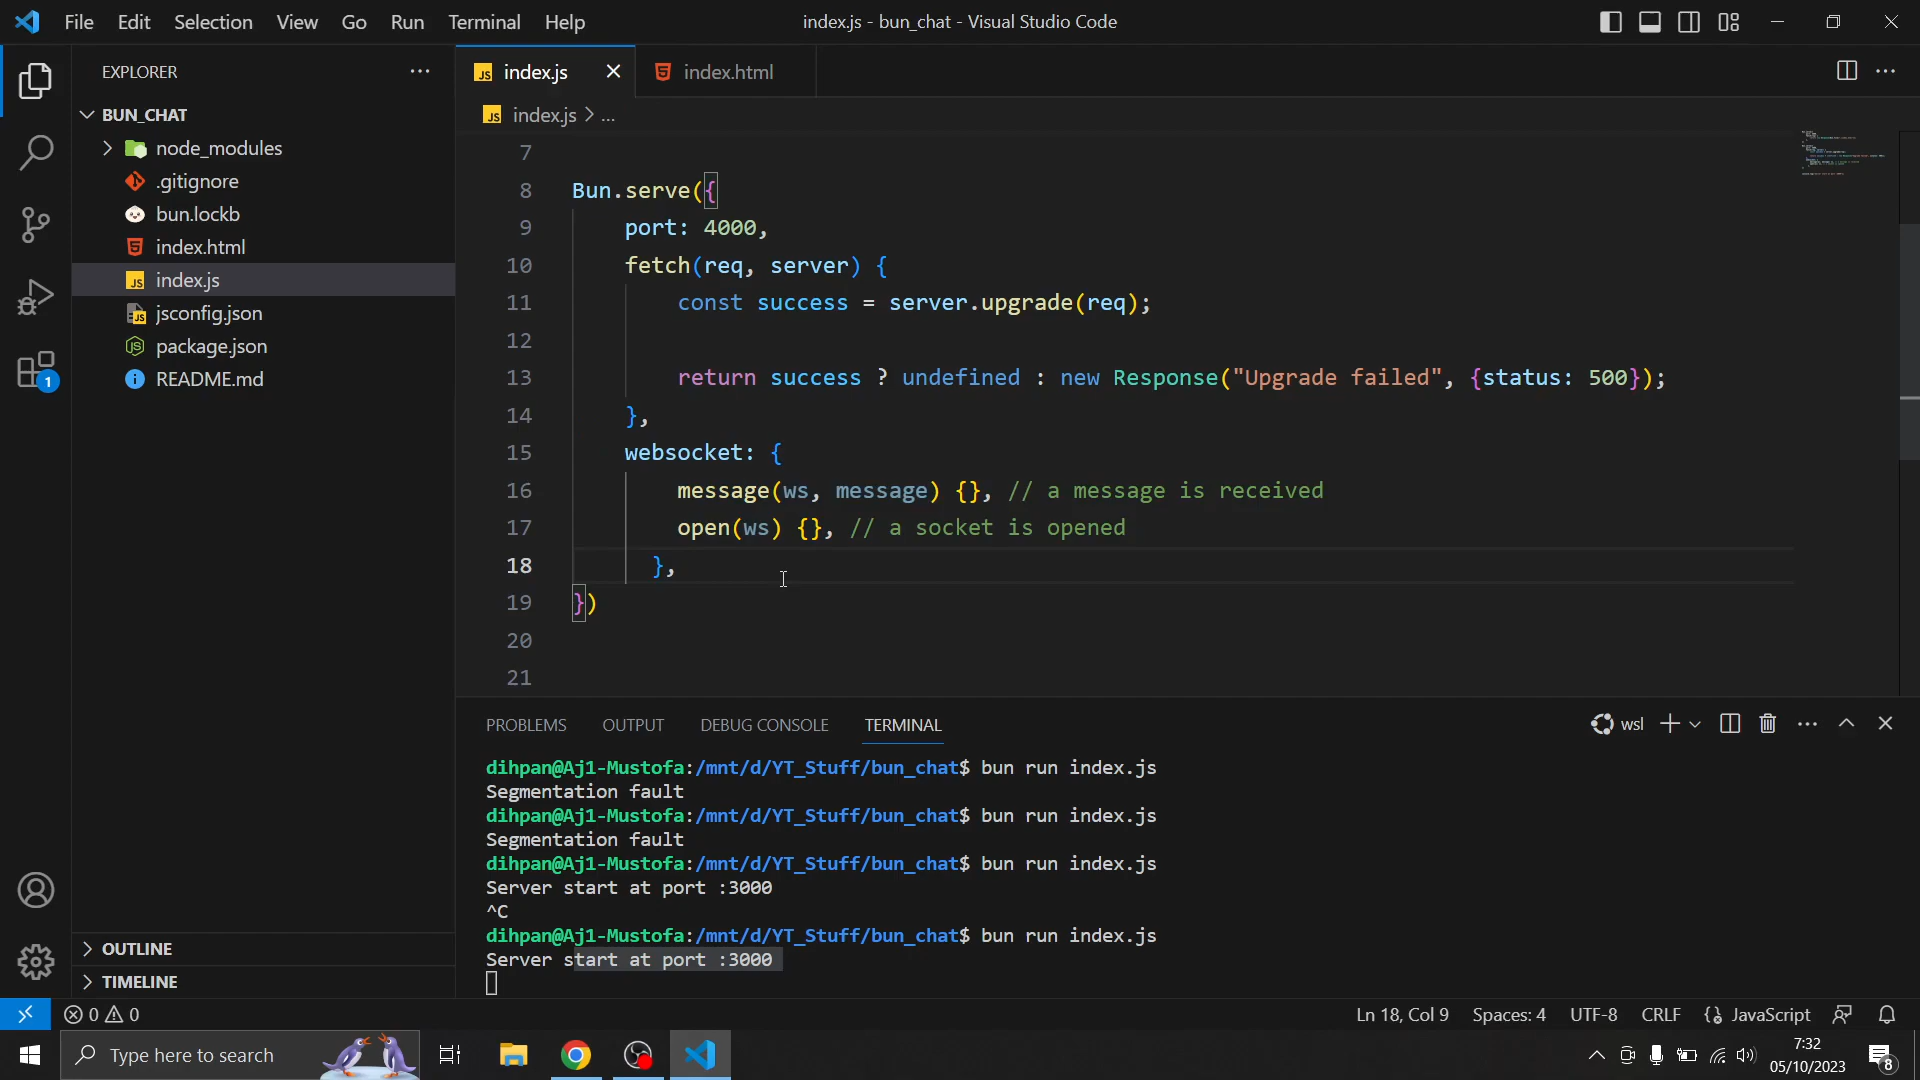 File Edit Selection View Go Run Terminal Help
index.js - bun_chat - Visual Studio Code
EXPLORER
BUN_CHAT
node_modules
.gitignore
bun.lockb
index.html
index.js
jsconfig.json
package.json
README.md
OUTLINE
TIMELINE
1
JS index.js
index.html
JS index.js > ...
7
8 Bun.serve({
9 port: 4000,
10 fetch(req, server) {
11 const success = server.upgrade(req);
12
13 return success ? undefined : new Response("Upgrade failed", {status: 500});
14 },
15 websocket: {
16 message(ws, message) {}, // a message is received
17 open(ws) {}, // a socket is opened
18 },
19 })
20
21
PROBLEMS OUTPUT DEBUG CONSOLE TERMINAL
wsl
dihpan@Aj1-Mustofa:/mnt/d/YT_Stuff/bun_chat$ bun run index.js
Segmentation fault
dihpan@Aj1-Mustofa:/mnt/d/YT_Stuff/bun_chat$ bun run index.js
Segmentation fault
dihpan@Aj1-Mustofa:/mnt/d/YT_Stuff/bun_chat$ bun run index.js
Server start at port :3000
^C
dihpan@Aj1-Mustofa:/mnt/d/YT_Stuff/bun_chat$ bun run index.js
Server start at port :3000
0 0
Ln 18, Col 9 Spaces: 4 UTF-8 CRLF {} JavaScript
Type here to search
7:32
05/10/2023
8